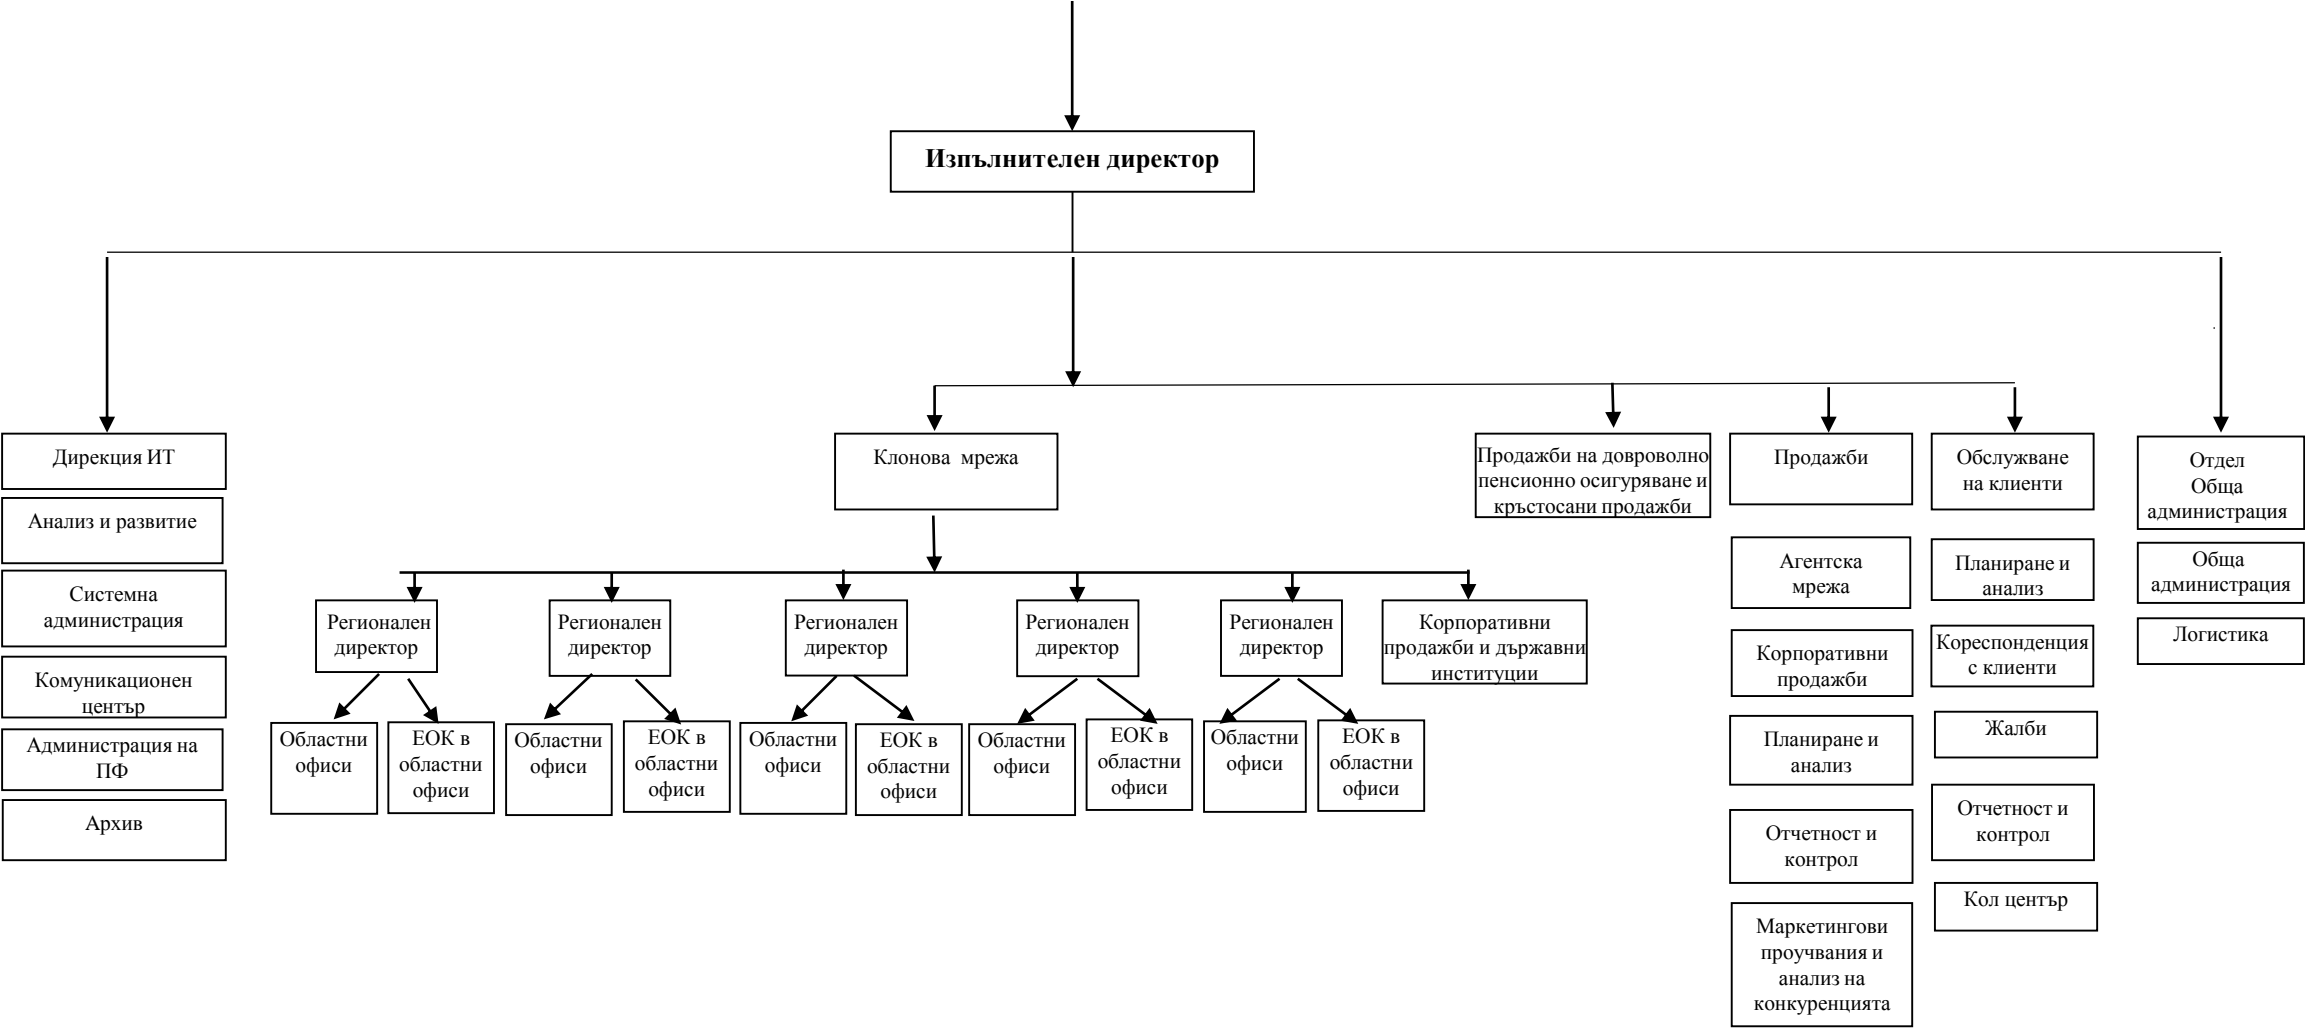 Изпълнителен директор
Дирекция ИТ
Анализ и развитие
Системна
администрация
Комуникационен
център
Администрация на
ПФ
Архив
Клонова мрежа
Регионален
директор
Областни
офиси
ЕОК в
областни
офиси
Регионален
директор
Областни
офиси
ЕОК в
областни
офиси
Регионален
директор
Областни
офиси
ЕОК в
областни
офиси
Регионален
директор
Областни
офиси
ЕОК в
областни
офиси
Регионален
директор
Областни
офиси
ЕОК в
областни
офиси
Корпоративни
продажби и държавни
институции
Продажби на довроволно
пенсионно осигуряване и
кръстосани продажби
Продажби
Агентска
мрежа
Корпоративни
продажби
Планиране и
анализ
Отчетност и
контрол
Маркетингови
проучвания и
анализ на
конкуренцията
Обслужване
на клиенти
Планиране и
анализ
Кореспонденция
с клиенти
Жалби
Отчетност и
контрол
Кол център
Отдел
Обща
администрация
Обща
администрация
Логистика